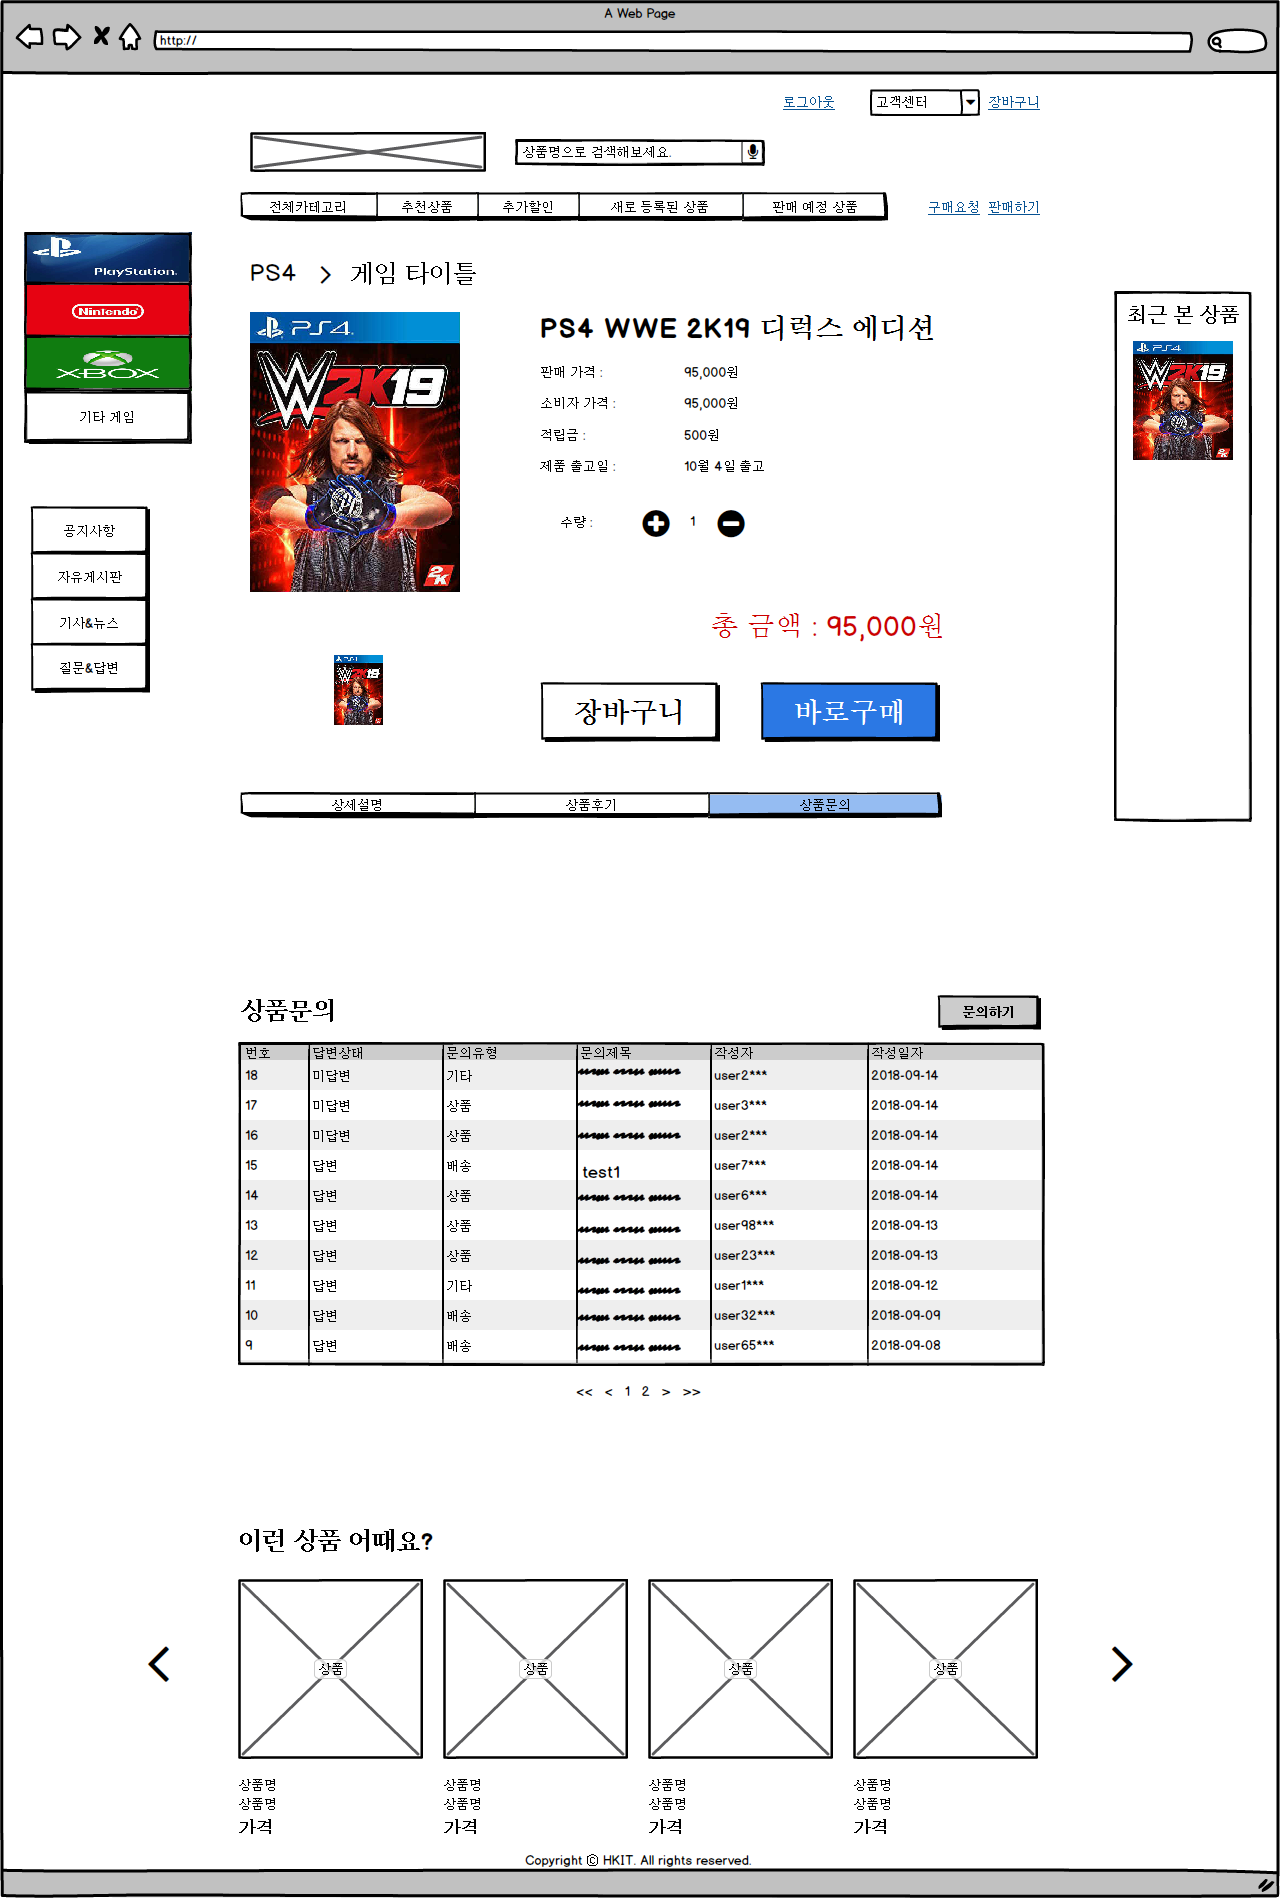 A Web Page
http://
로그아웃 고객센터 장바구니
상품명으로 검색해보세요.
전체카테고리 추천상품 추가할인 새로 등록된 상품 판매 예정 상품 구매요청 판매하기
PlayStation.
Nintendo
XBOX
기타 게임
공지사항
자유게시판
기사&뉴스
질문&답변
PS4 > 게임 타이틀
PS4
W2K19
2K
PS4 WWE 2K19 디럭스 에디션
판매 가격 : 95,000원
소비자 가격 : 95,000원
적립금 : 500원
제품 출고일 : 10월 4일 출고
수량 : 1
총 금액 : 95,000원
장바구니 바로구매
최근 본 상품
PS4
W2K19
2K
PS4
W2K19
상세설명 상품후기 상품문의
상품문의 문의하기
번호 답변상태 문의유형 문의제목 작성자 작성일자
18 미답변 기타 user2*** 2018-09-14
17 미답변 상품 user3*** 2018-09-14
16 미답변 상품 user2*** 2018-09-14
15 답변 배송 test1 user7*** 2018-09-14
14 답변 상품 user6*** 2018-09-14
13 답변 상품 user98*** 2018-09-13
12 답변 상품 user23*** 2018-09-13
11 답변 기타 user1*** 2018-09-12
10 답변 배송 user32*** 2018-09-09
9 답변 배송 user65*** 2018-09-08
<< < 1 2 > >>
이런 상품 어때요?
상품 상품 상품 상품
상품명 상품명 상품명 상품명
상품명 상품명 상품명 상품명
가격 가격 가격 가격
Copyright ⓒ HKIT. All rights reserved.